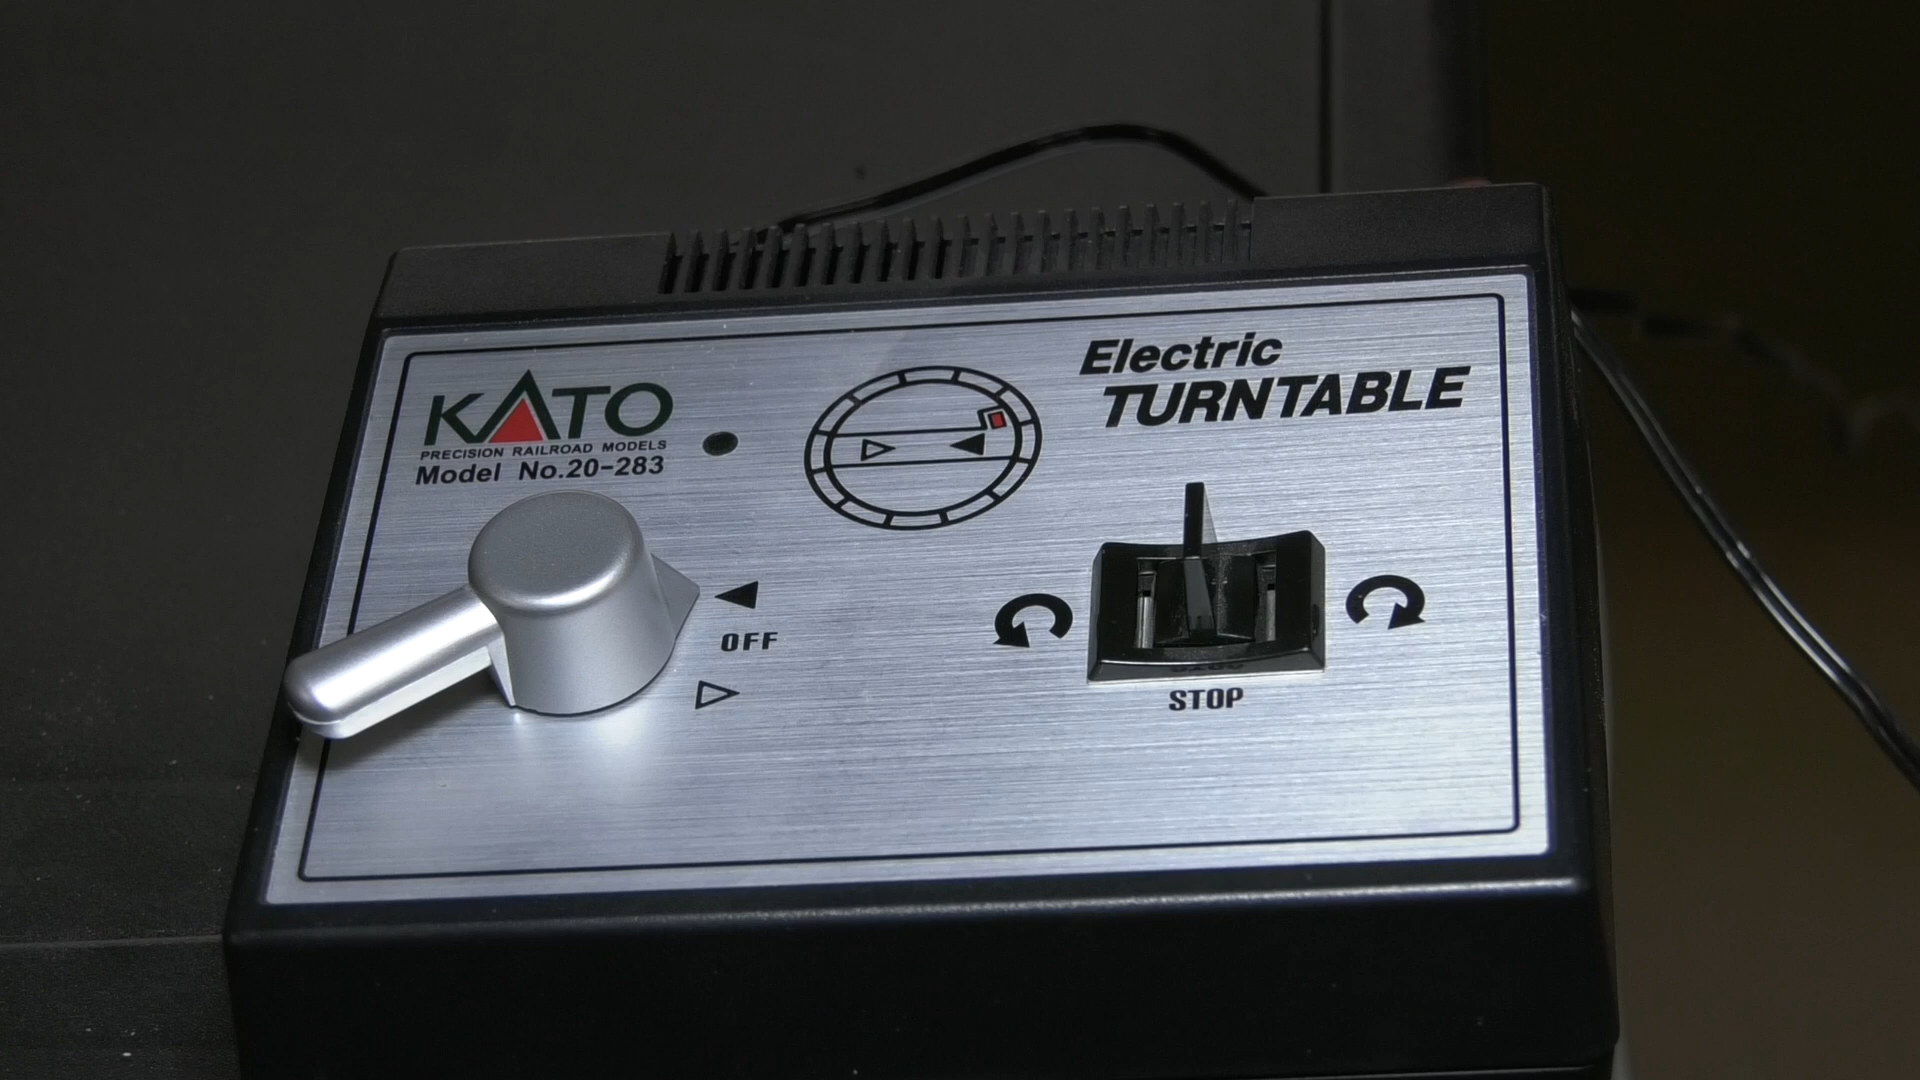 KATO
PRECISION RAILROAD MODELS
Model No.20-283
Electric
TURNTABLE
OFF
STOP